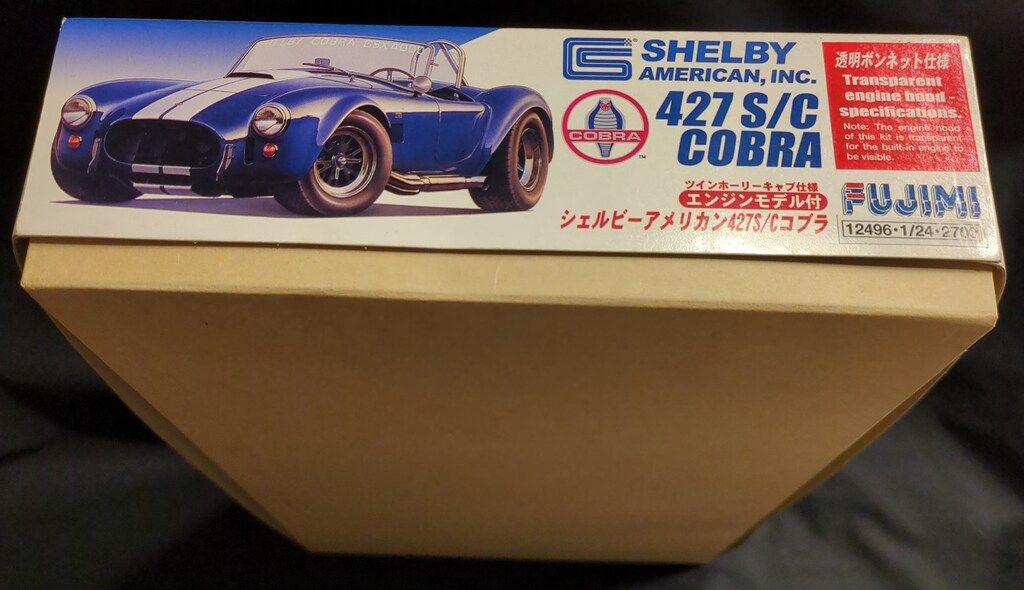 SHELBY COBRA CSX4000
SHELBY
AMERICAN, INC.
COBRA
TM
427 S/C
COBRA
ツインホーリーキャブ仕様
エンジンモデル付
シェルビーアメリカン427S/Cコブラ
透明ボンネット仕様
Transparent
engine hood-
specifications.
Note: The engine hood
of this kit is transparent
for the built-in engine to
be visible.
FUJIMI
12496・1/24・2700